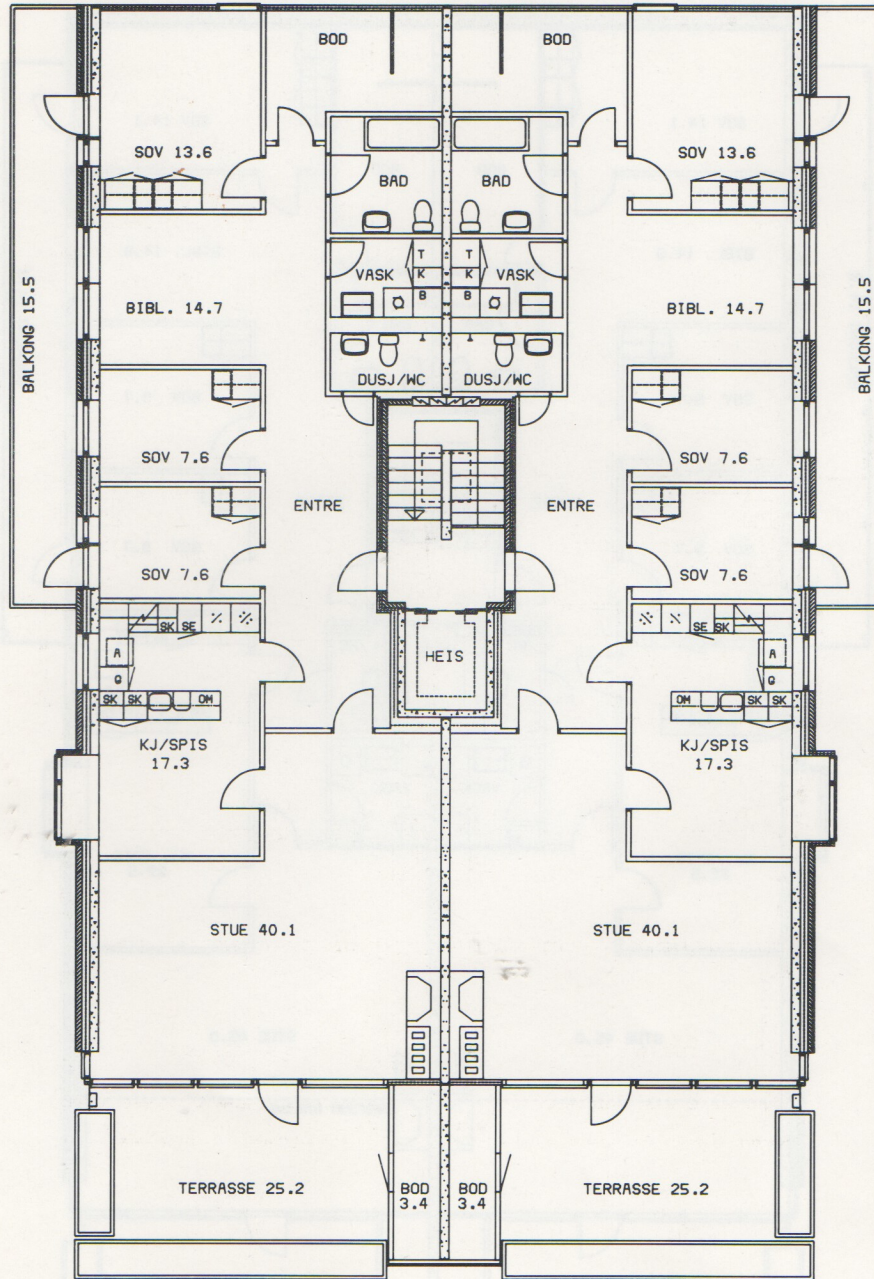 BOD BOD
SOV 13.6 SOV 13.6
BAD BAD
T T
VASK K K VASK
B B
BIBL. 14.7 BIBL. 14.7
BALKONG 15.5 BALKONG 15.5
DUSJ/WC DUSJ/WC
SOV 7.6 SOV 7.6
ENTRE ENTRE
SOV 7.6 SOV 7.6
SK SE SE SK
A A
G G
HEIS
SK SK OM OM SK SK
KJ/SPIS KJ/SPIS
17.3 17.3
STUE 40.1 STUE 40.1
TERRASSE 25.2 BOD BOD TERRASSE 25.2
3.4 3.4